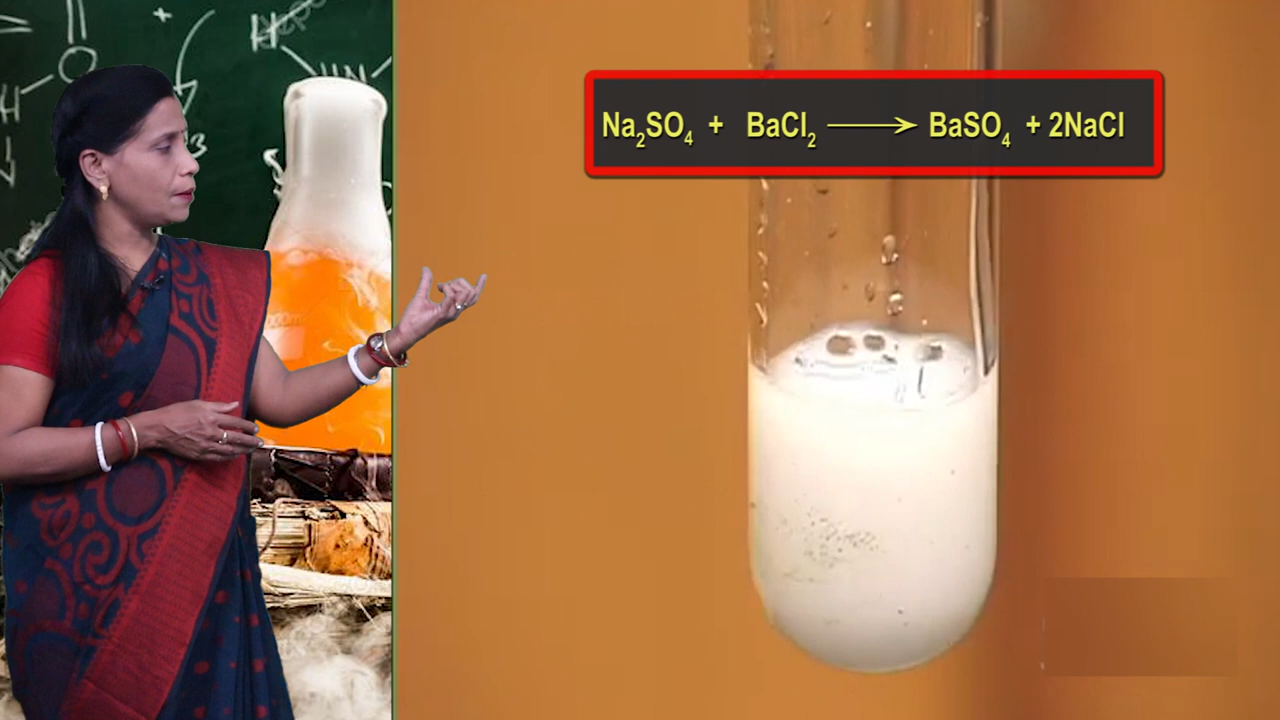 Na₂SO₄ + BaCl₂ ⟶ BaSO₄ + 2NaCl